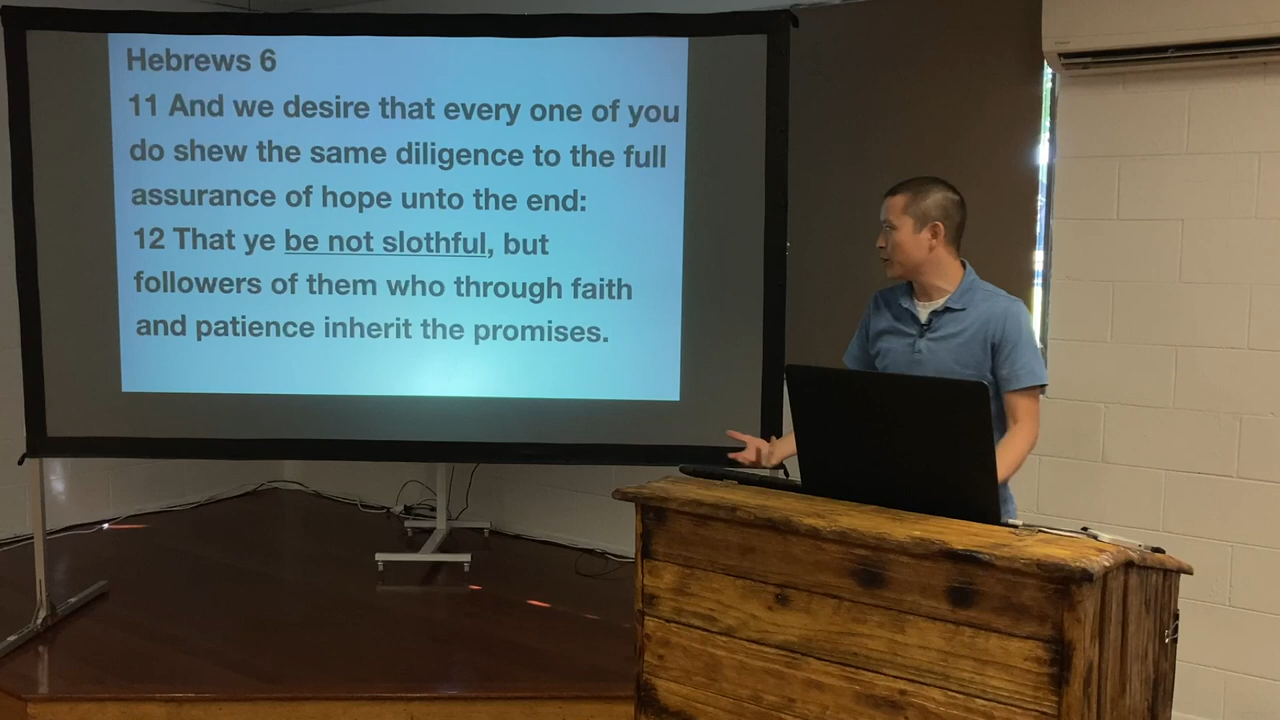 Hebrews 6
11 And we desire that every one of you
do shew the same diligence to the full
assurance of hope unto the end:
12 That ye be not slothful, but
followers of them who through faith
and patience inherit the promises.